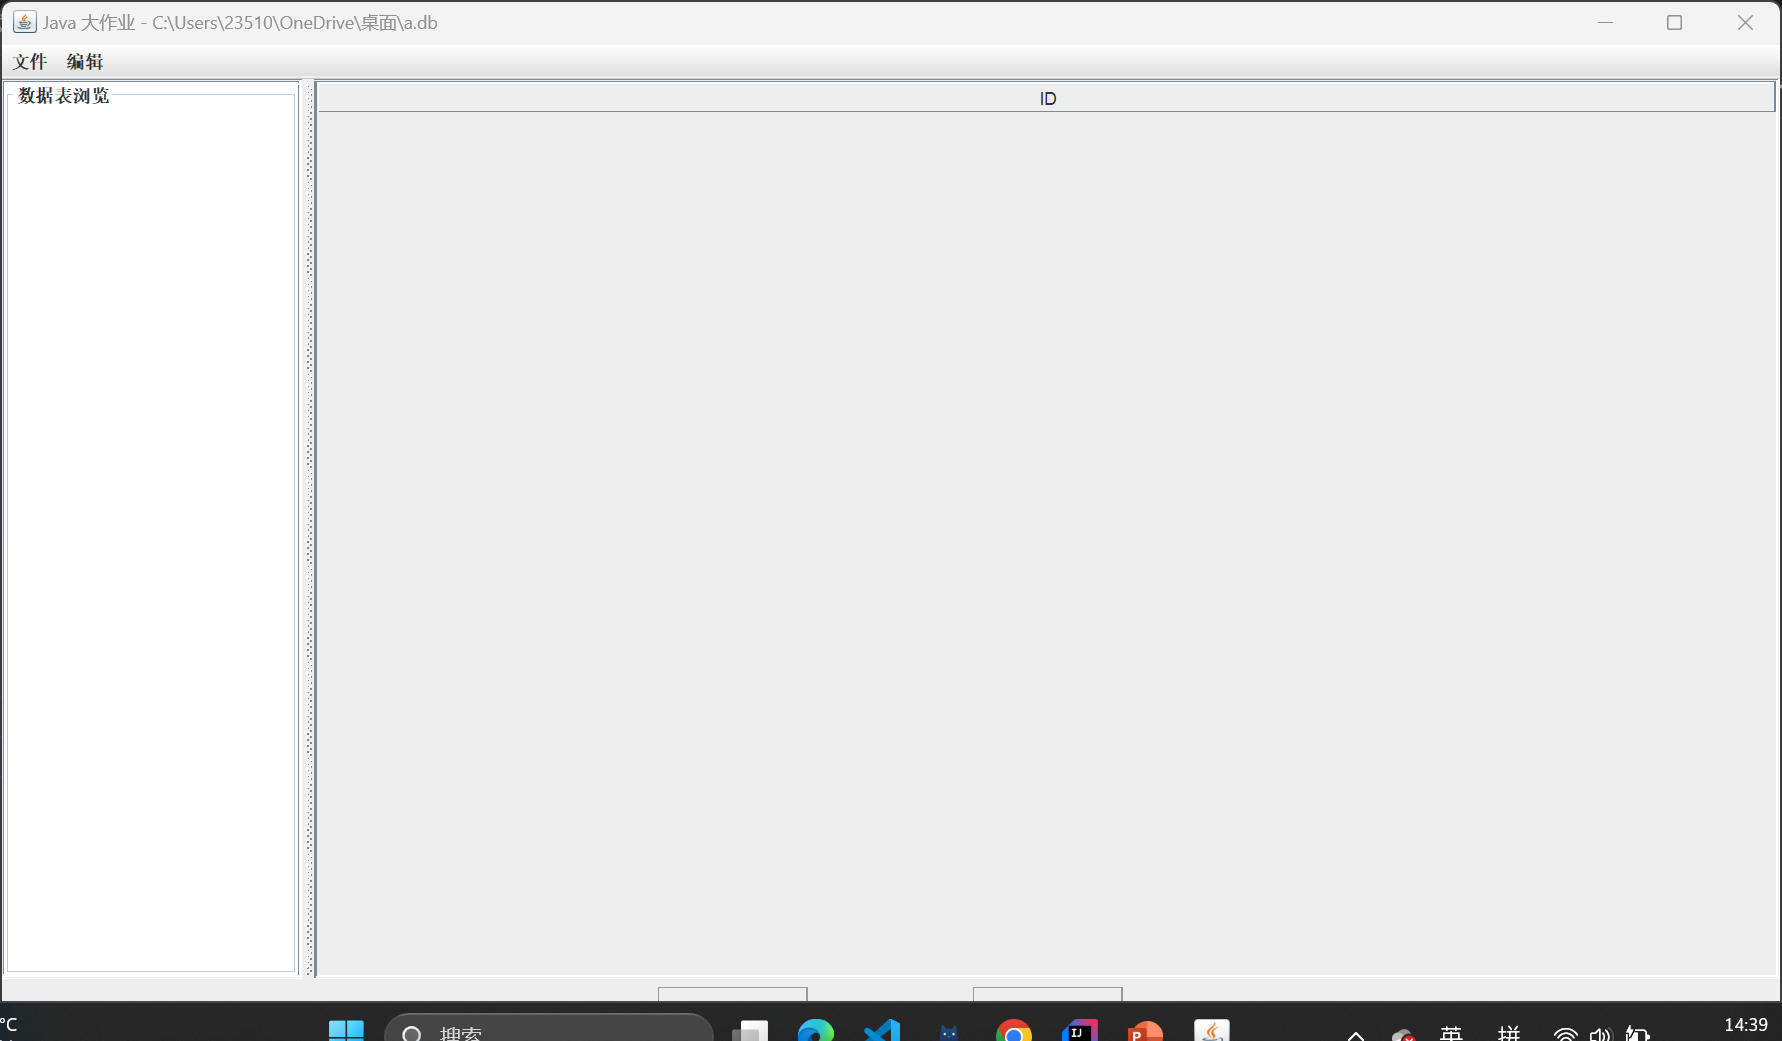 Java 大作业 - C:\Users\23510\OneDrive\桌面\a.db
文件 编辑
数据表浏览
ID
°C
搜索
英 拼
14:39